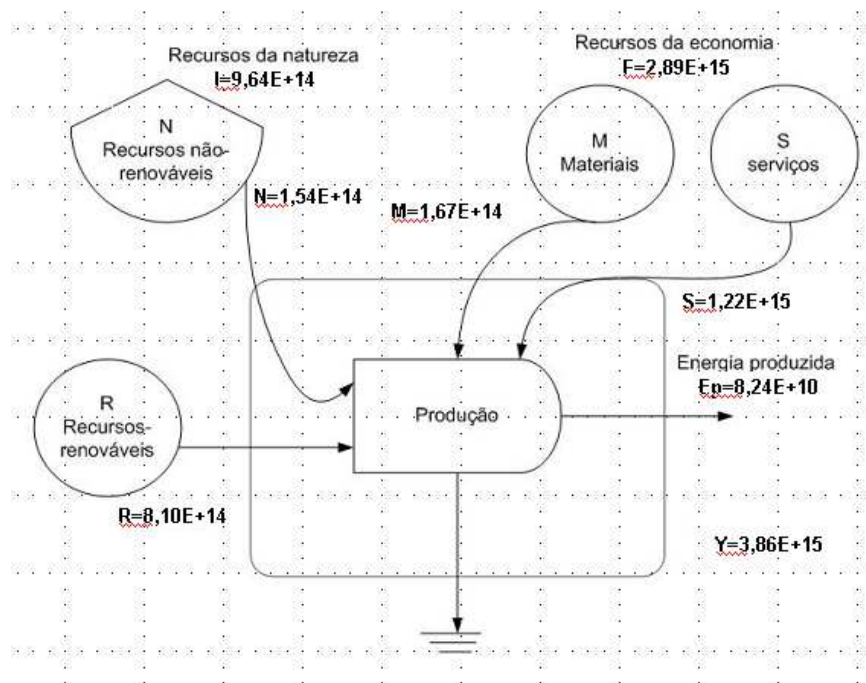 Recursos da natureza
I=9,64E+14
Recursos da economia
F=2,89E+15
N
Recursos não-
renováveis
M
Materiais
S
serviços
N=1,54E+14
M=1,67E+14
S=1,22E+15
Energia produzida
Ep=8,24E+10
R
Recursos-
renováveis
Produção
R=8,10E+14
Y=3,86E+15